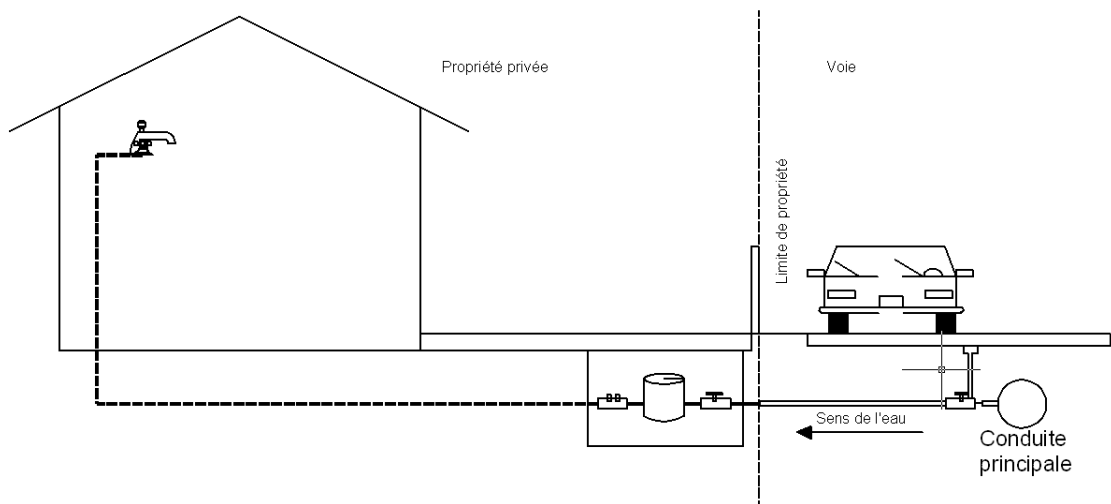 Propriété privée
Voie
Limite de propriété
Sens de l'eau
Conduite
principale